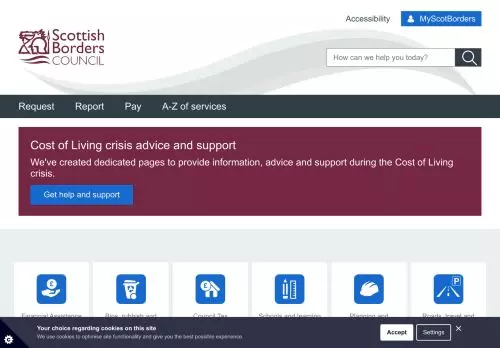 Accessibility
MyScotBorders
Scottish
Borders
COUNCIL
How can we help you today?
Request Report Pay A-Z of services
Cost of Living crisis advice and support
We've created dedicated pages to provide information, advice and support during the Cost of Living
crisis.
Get help and support
£
£
P
Financial Assistance
Bins, rubbish and
Council Tax
Schools and learning
Planning and
Roads, travel and
Your choice regarding cookies on this site
We use cookies to optimise site functionality and give you the best possible experience.
Accept
Settings